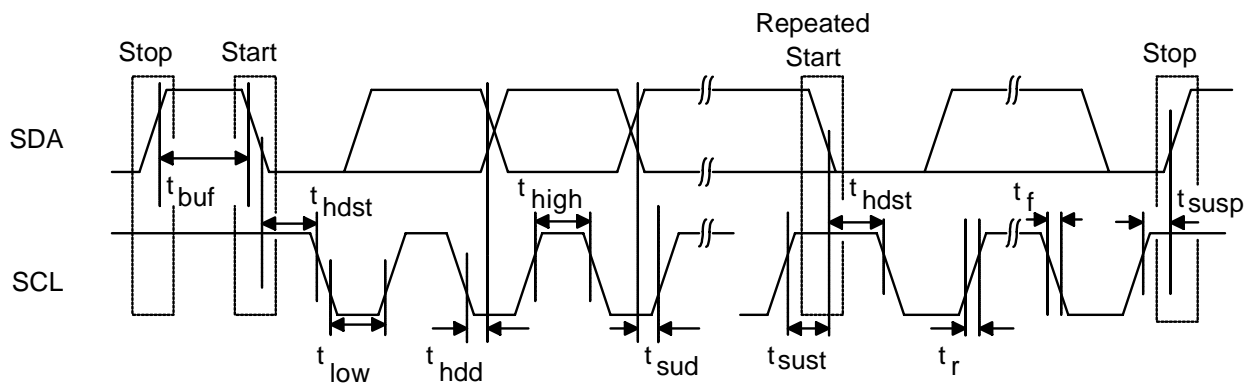 Repeated
Stop Start Start Stop
SDA
t buf t hdst t high t hdst t f t susp
SCL
t low t hdd t sud t sust t r